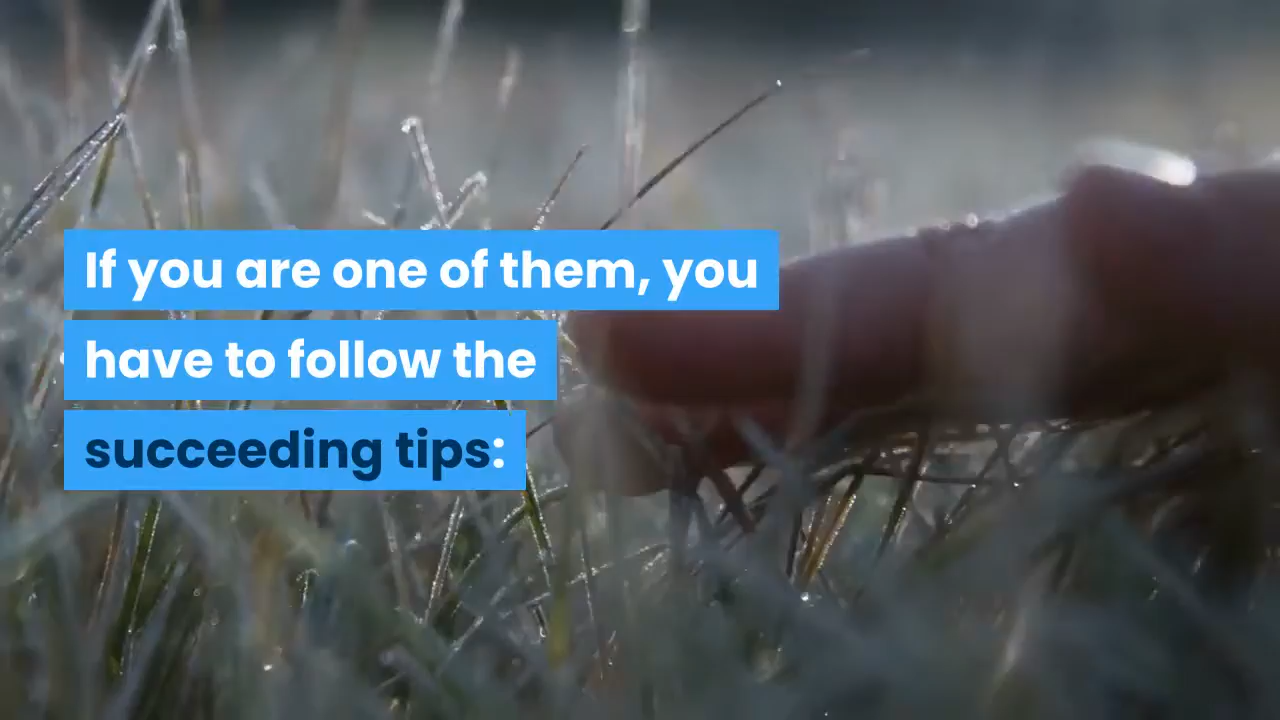 If you are one of them, you
have to follow the
succeeding tips: